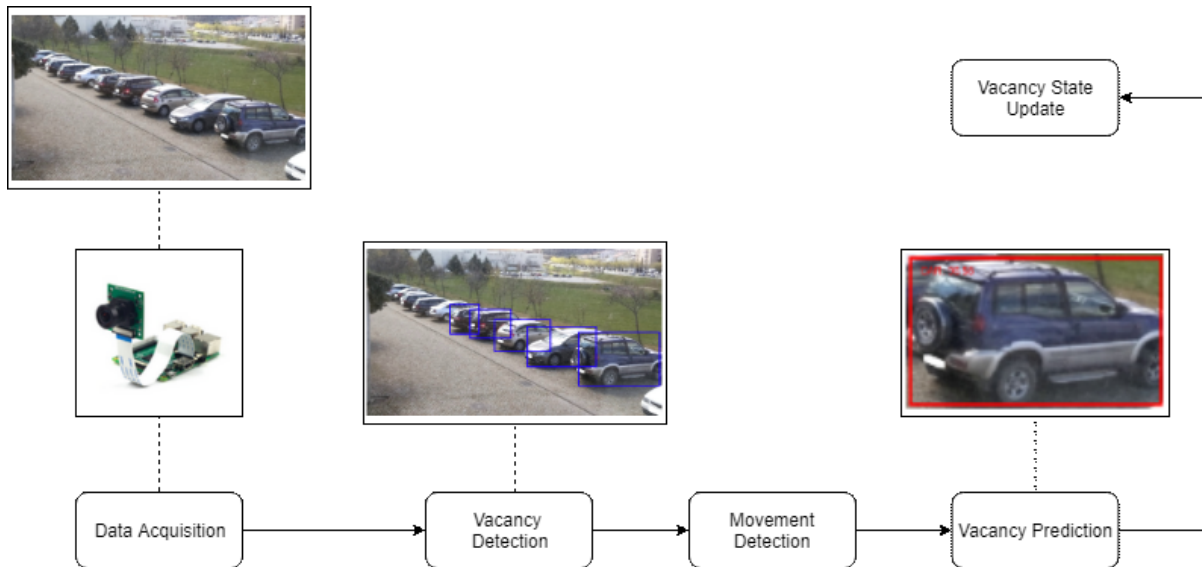 Vacancy State
Update
Data Acquisition
Vacancy
Detection
Movement
Detection
Vacancy Prediction